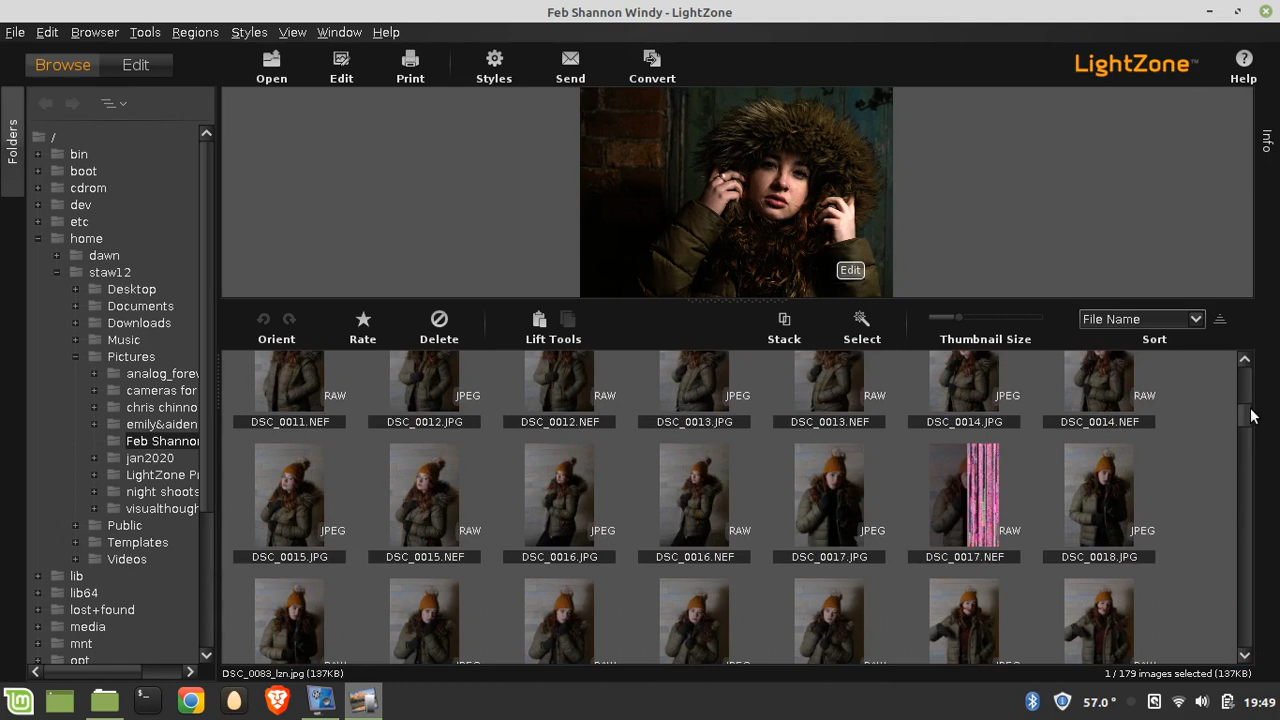 Feb Shannon Windy - LightZone
File Edit Browser Tools Regions Styles View Window Help
Browse Edit
Open Edit Print Styles Send Convert
LightZone™
Help
Folders
Info
/
bin
boot
cdrom
dev
etc
home
dawn
staw12
Desktop
Documents
Downloads
Music
Pictures
analog_forev
cameras for
chris chinno
emily&aiden
Feb Shannon
jan2020
LightZone Pr
night shoots
visualthough
Public
Templates
Videos
lib
lib64
lost+found
media
mnt
opt
Edit
Orient Rate Delete Lift Tools Stack Select Thumbnail Size
File Name
Sort
RAW JPEG RAW JPEG RAW JPEG RAW
DSC_0011.NEF DSC_0012.JPG DSC_0012.NEF DSC_0013.JPG DSC_0013.NEF DSC_0014.JPG DSC_0014.NEF
JPEG RAW JPEG RAW JPEG RAW JPEG
DSC_0015.JPG DSC_0015.NEF DSC_0016.JPG DSC_0016.NEF DSC_0017.JPG DSC_0017.NEF DSC_0018.JPG
DSC_0083_lzn.jpg (137KB)
1 / 179 images selected (137KB)
57.0°
19:49